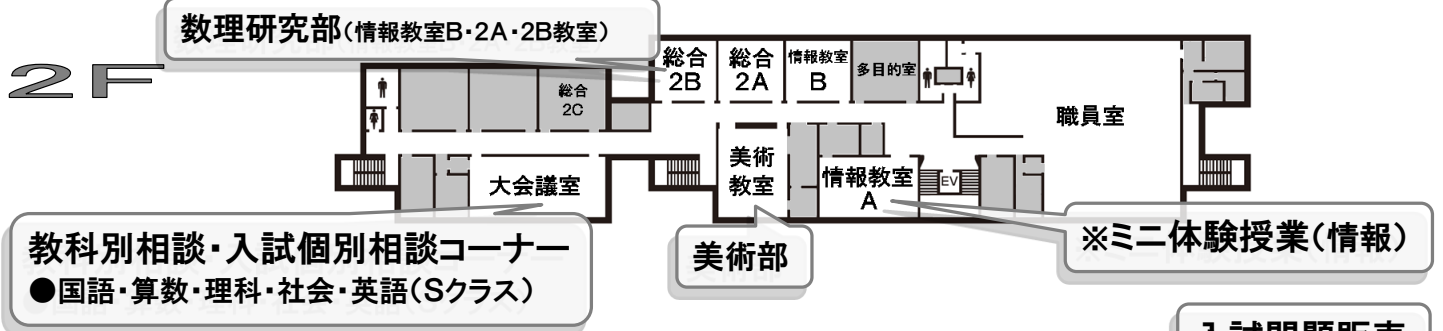 数理研究部(情報教室B・2A・2B教室)
2F
総合
2B
総合
2A
情報教室
B
多目的室
総合
2C
職員室
美術
教室
情報教室
A
EV
大会議室
教科別相談・入試個別相談コーナー
●国語・算数・理科・社会・英語(Sクラス)
美術部
※ミニ体験授業(情報)
入試問題販売